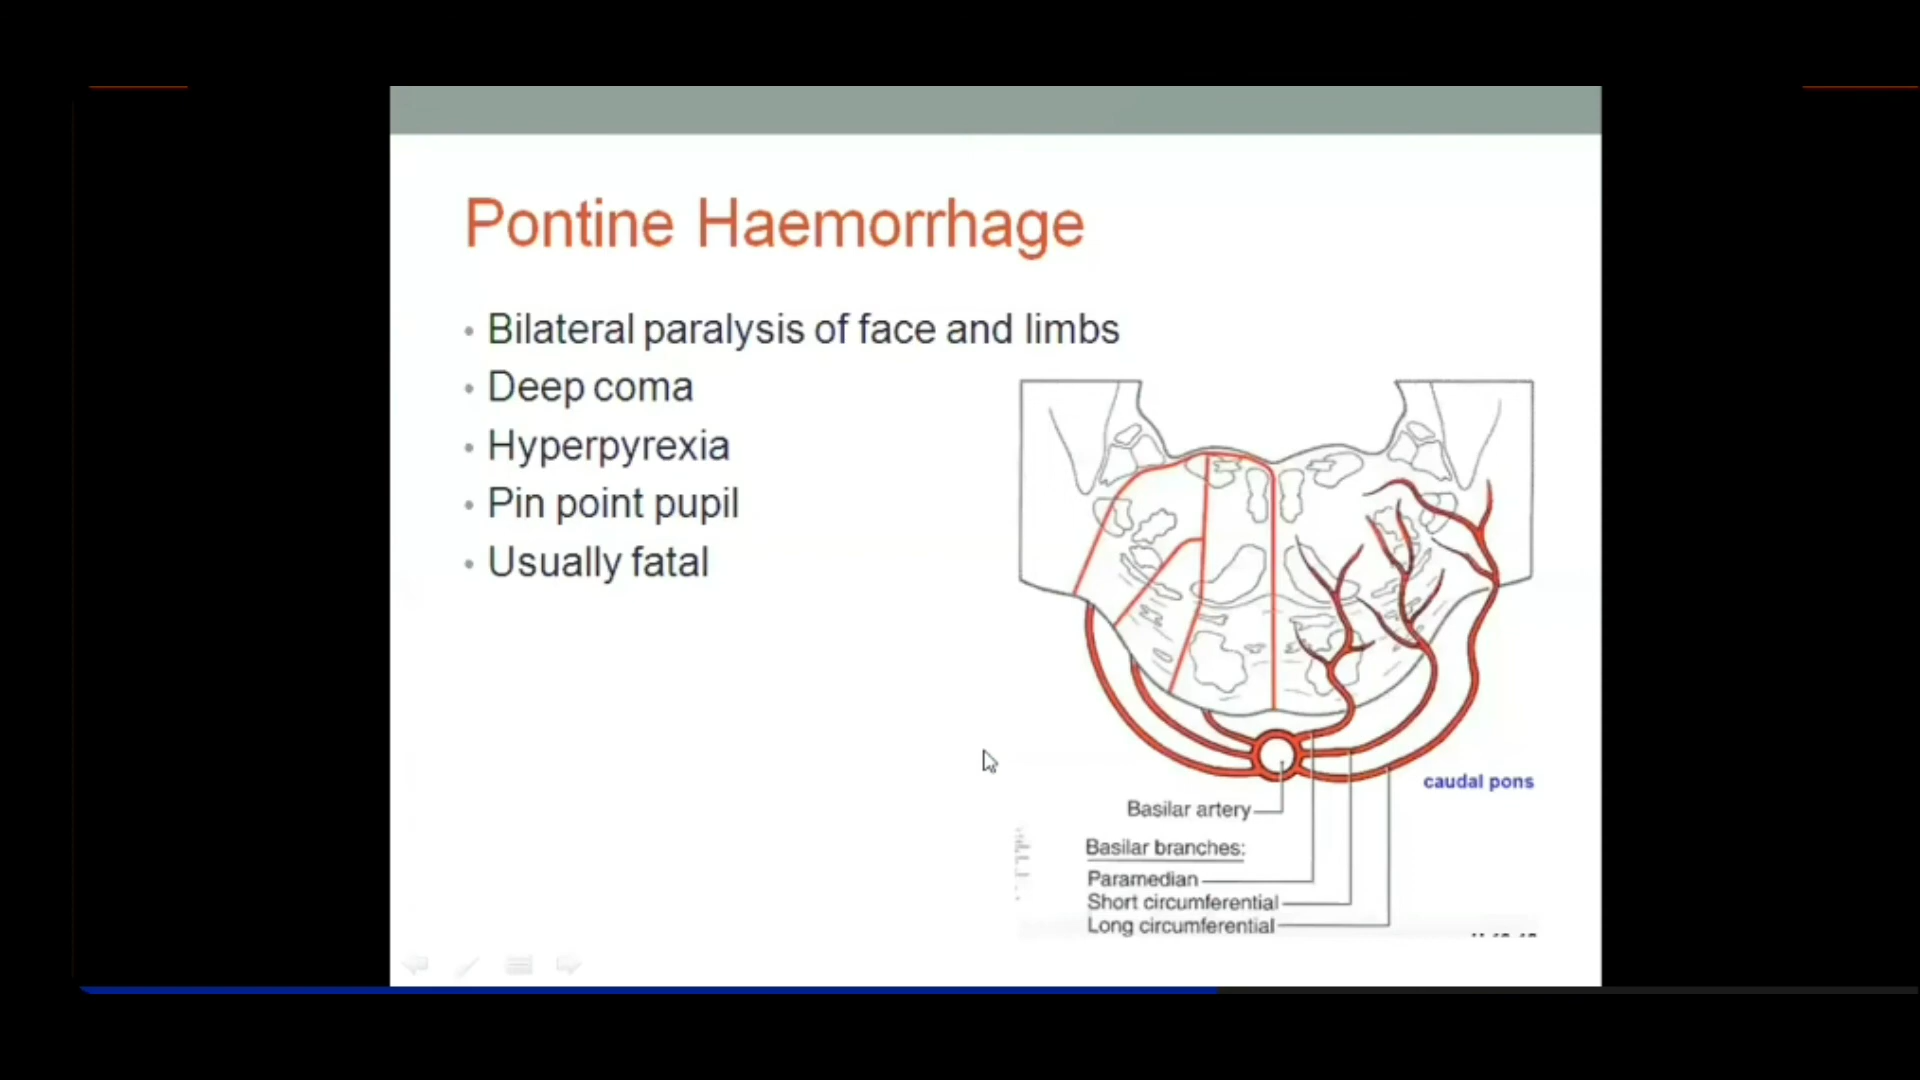 Pontine Haemorrhage
• Bilateral paralysis of face and limbs
• Deep coma
• Hyperpyrexia
• Pin point pupil
• Usually fatal
caudal pons
Basilar artery
Basilar branches:
Paramedian
Short circumferential
Long circumferential